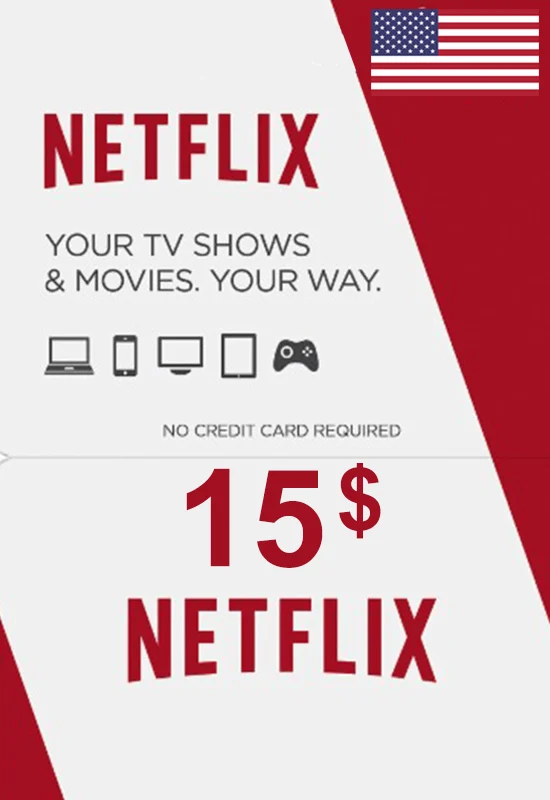 NETFLIX
YOUR TV SHOWS
& MOVIES. YOUR WAY.
NO CREDIT CARD REQUIRED
15$
NETFLIX